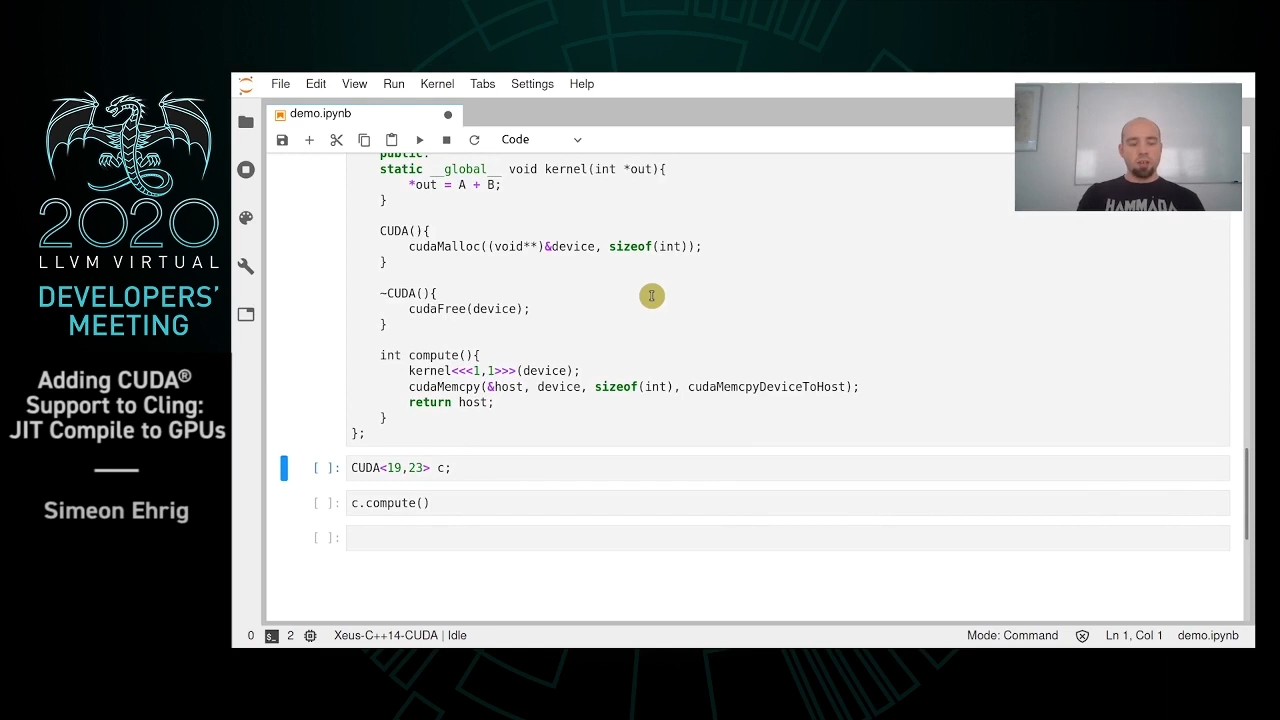 2020
LLVM VIRTUAL
DEVELOPERS'
MEETING
Adding CUDA®
Support to Cling:
JIT Compile to GPUs
Simeon Ehrig
File Edit View Run Kernel Tabs Settings Help
demo.ipynb
Code
public:
static __global__ void kernel(int *out){
*out = A + B;
}
CUDA(){
cudaMalloc((void**)&device, sizeof(int));
}
~CUDA(){
cudaFree(device);
}
int compute(){
kernel<<<1,1>>>(device);
cudaMemcpy(&host, device, sizeof(int), cudaMemcpyDeviceToHost);
return host;
}
};
[ ]: CUDA<19,23> c;
[ ]: c.compute()
[ ]:
0 $_ 2 Xeus-C++14-CUDA | Idle Mode: Command Ln 1, Col 1 demo.ipynb
HAMMADA